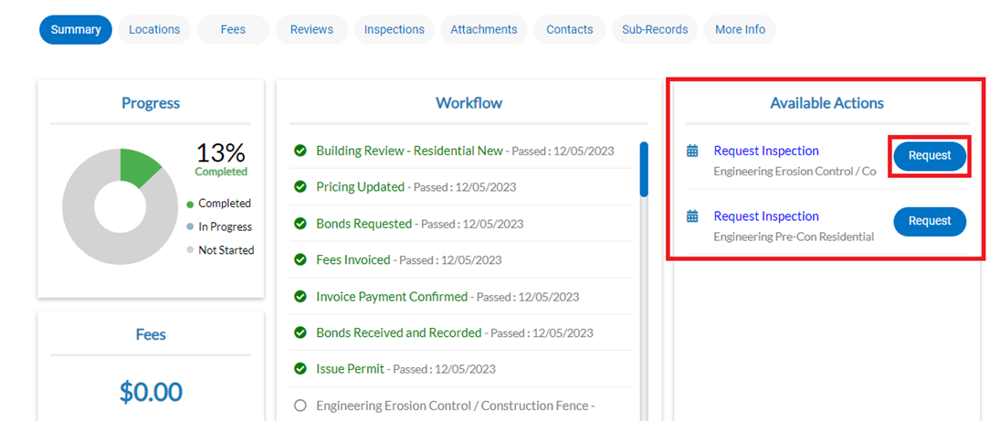 Summary
Locations
Fees
Reviews
Inspections
Attachments
Contacts
Sub-Records
More Info
Progress
13%
Completed
Completed
In Progress
Not Started
Fees
$0.00
Workflow
Building Review - Residential New - Passed : 12/05/2023
Pricing Updated - Passed : 12/05/2023
Bonds Requested - Passed : 12/05/2023
Fees Invoiced - Passed : 12/05/2023
Invoice Payment Confirmed - Passed : 12/05/2023
Bonds Received and Recorded - Passed : 12/05/2023
Issue Permit - Passed : 12/05/2023
Engineering Erosion Control / Construction Fence -
Available Actions
Request Inspection
Engineering Erosion Control / Co
Request
Request Inspection
Engineering Pre-Con Residential
Request